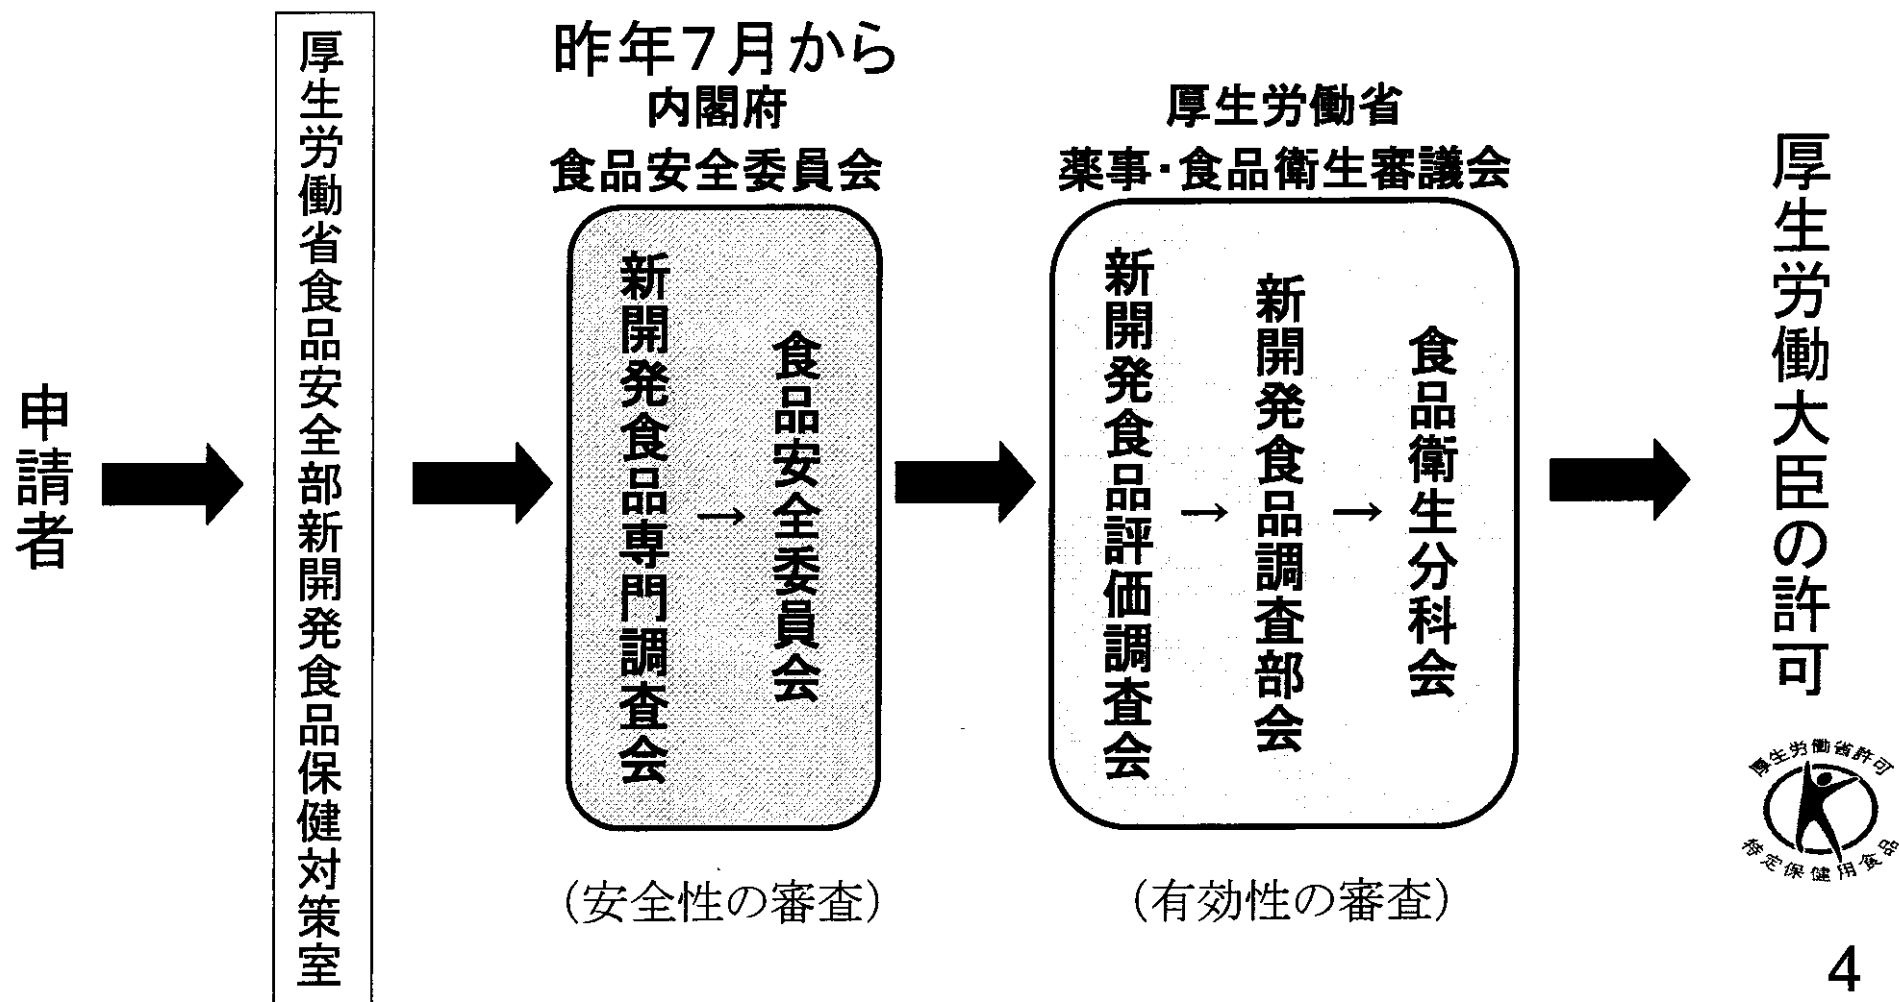 申請者
厚生労働省食品安全部新開発食品保健対策室
昨年7月から
内閣府
食品安全委員会
新開発食品専門調査会
→
食品安全委員会
(安全性の審査)
厚生労働省
薬事・食品衛生審議会
新開発食品評価調査会
→
新開発食品調査部会
→
食品衛生分科会
(有効性の審査)
厚生労働大臣の許可
厚生労働省許可
特定保健用食品
4